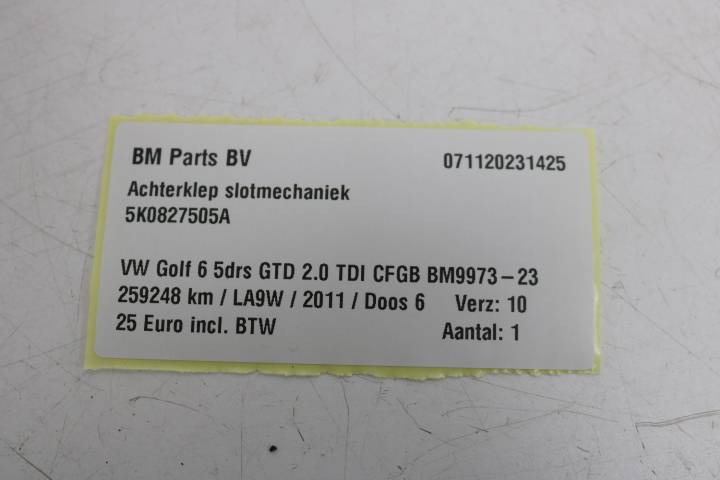 BM Parts BV 071120231425
Achterklep slotmechaniek
5K0827505A
VW Golf 6 5drs GTD 2.0 TDI CFGB BM9973-23
259248 km / LA9W / 2011 / Doos 6 Verz: 10
25 Euro incl. BTW Aantal: 1